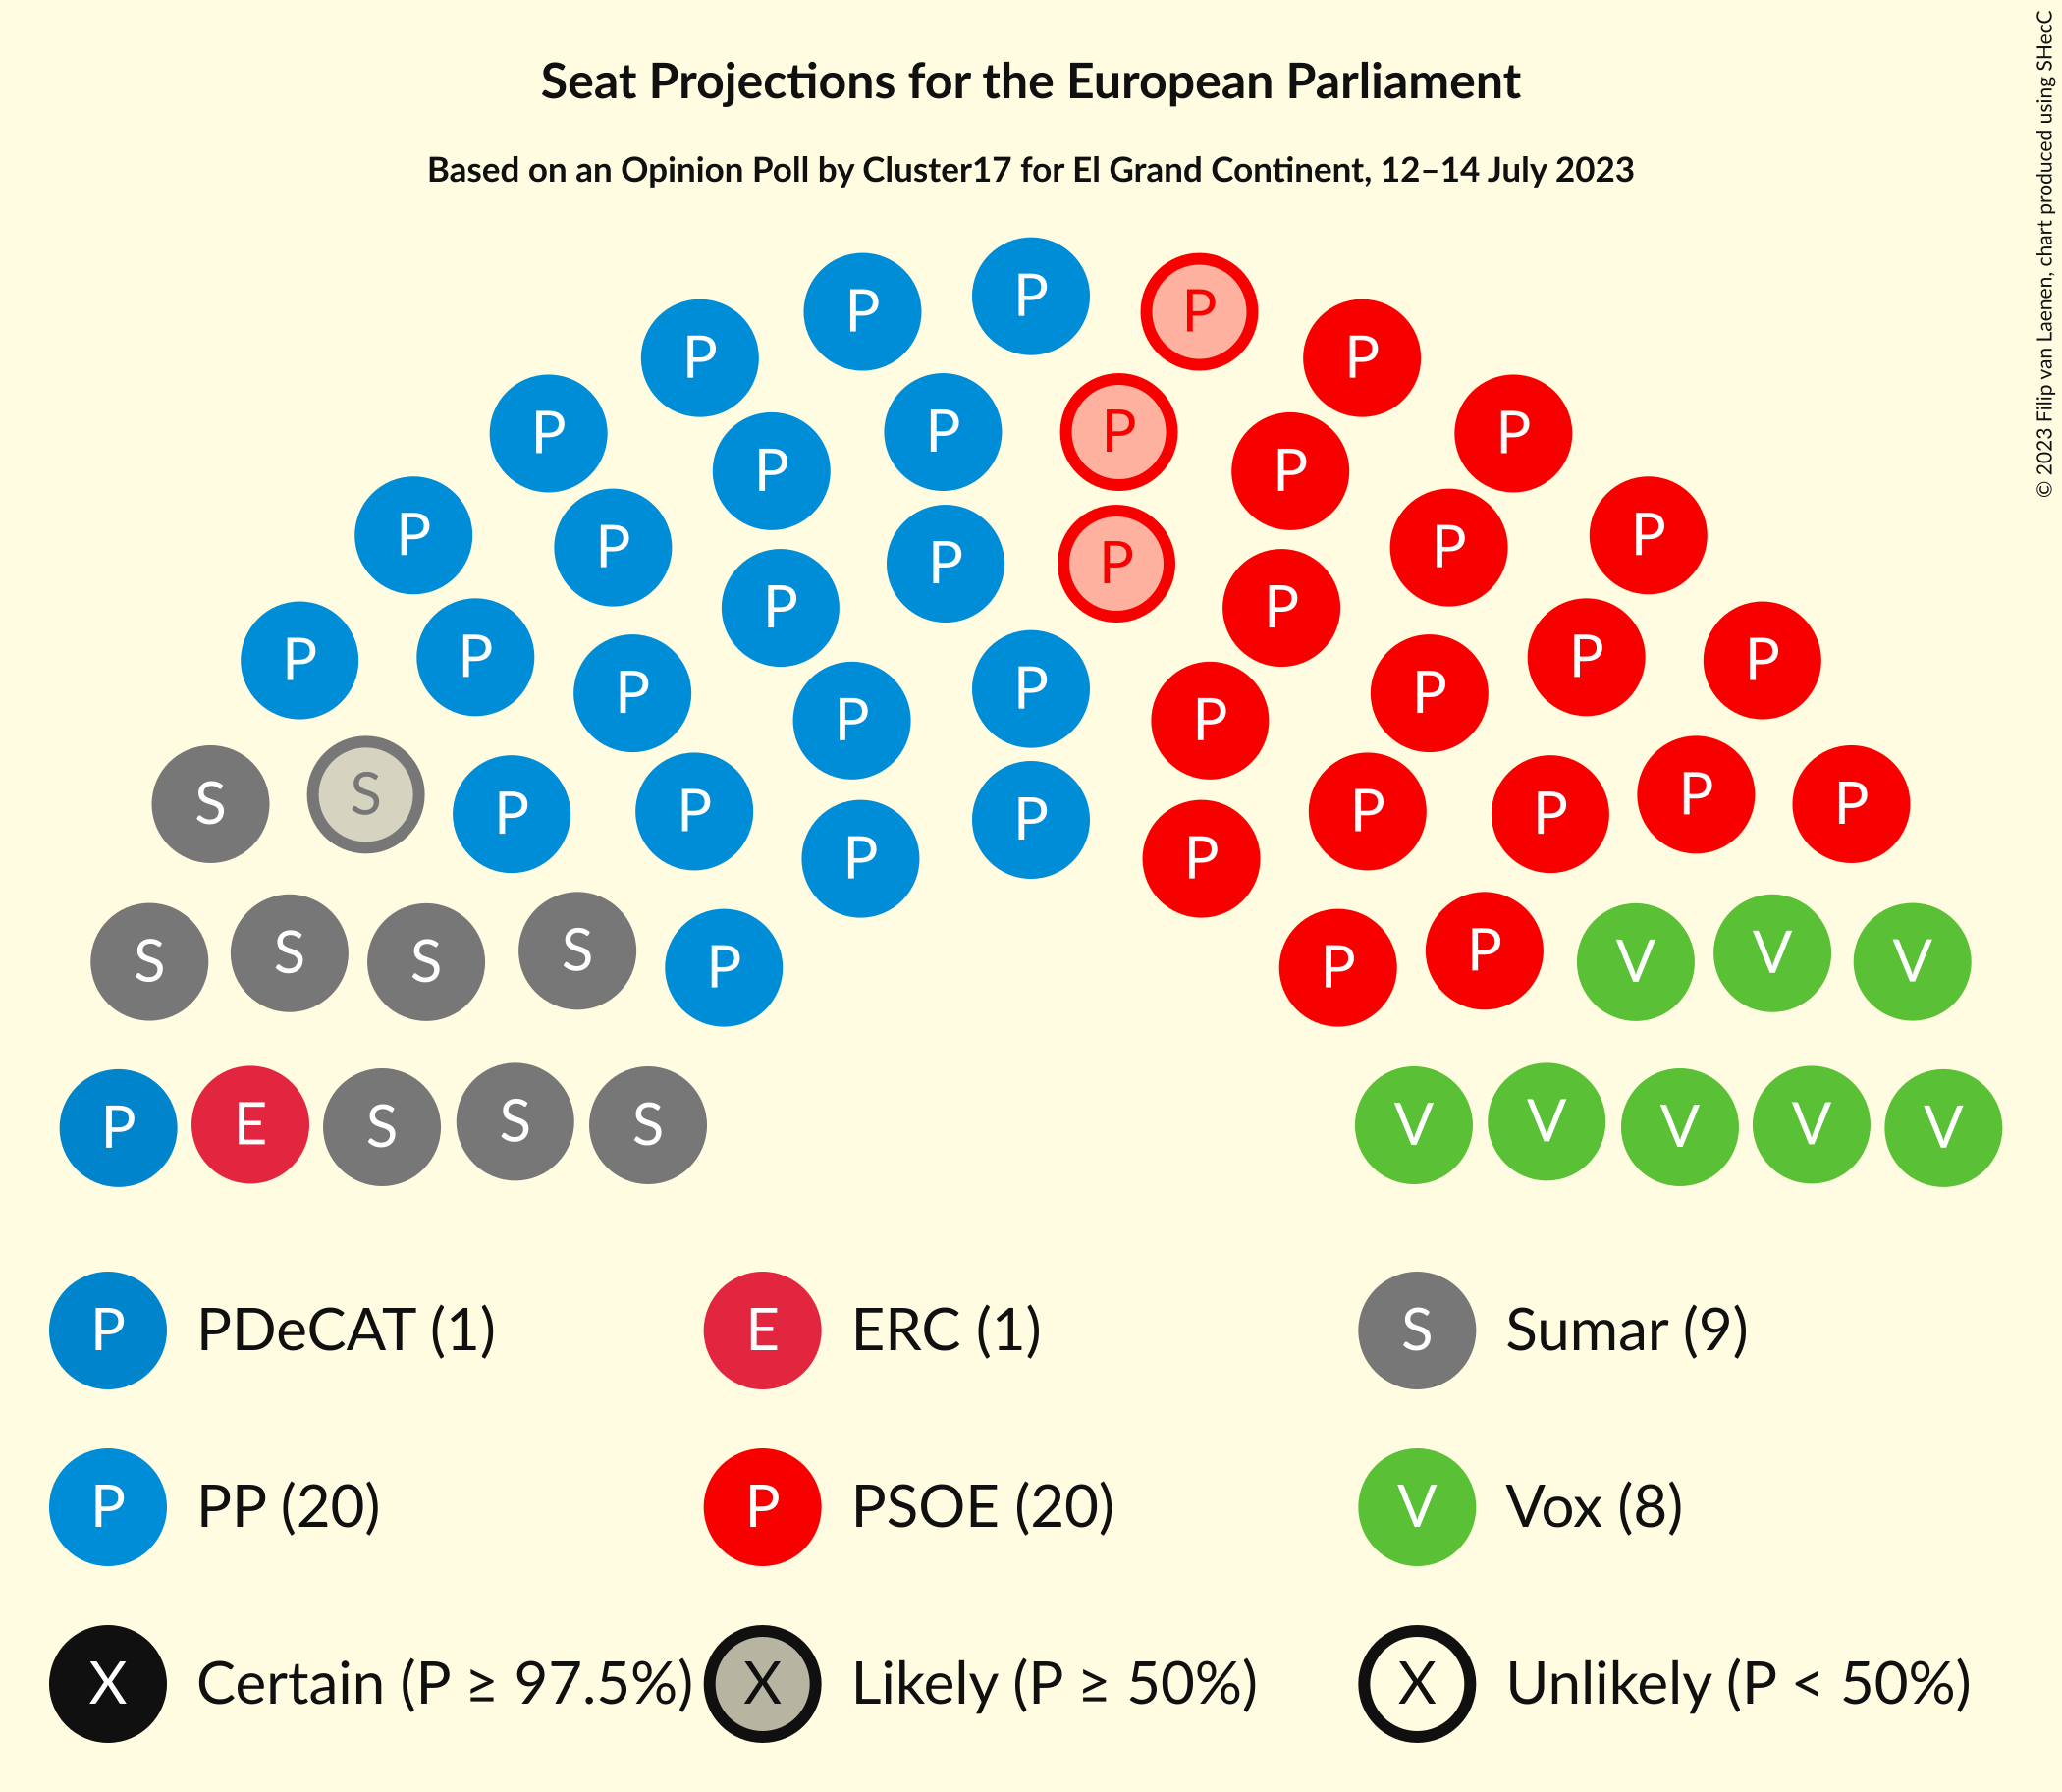 Seat Projections for the European Parliament
Based on an Opinion Poll by Cluster17 for El Grand Continent, 12–14 July 2023
© 2023 Filip van Laenen, chart produced using SHecC
P
P P
P P
P P P P
P P
P P P P
P P
P P P P
P P P P
P
P P
S S P P P P P P P
P P
S S S S P P P V V V
P E S S S V V V V V
P PDeCAT (1) E ERC (1) S Sumar (9)
P PP (20) P PSOE (20) V Vox (8)
X Certain (P ≥ 97.5%) X Likely (P ≥ 50%) X Unlikely (P < 50%)